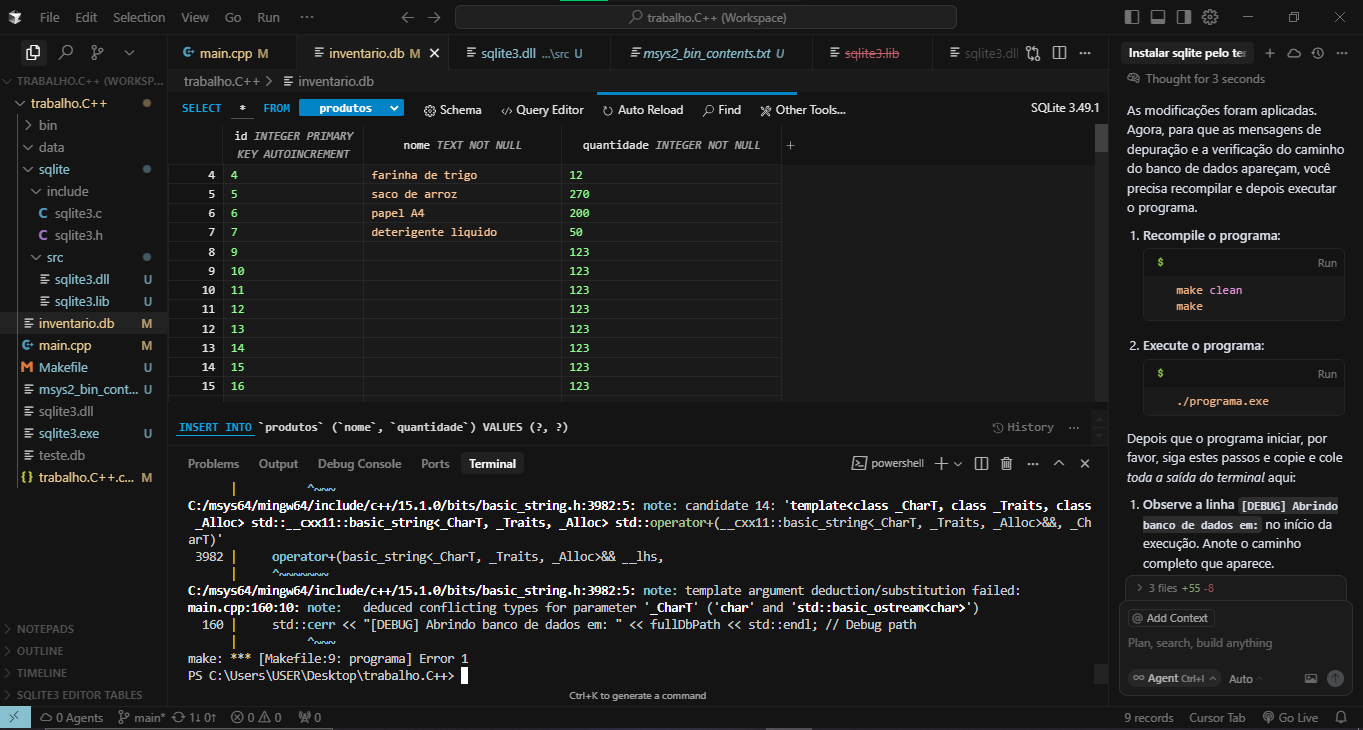 File Edit Selection View Go Run ··· ← → trabalho.C++ (Workspace)
TRABALHO.C++ (WORKSP...
trabalho.C++
bin
data
sqlite
include
C sqlite3.c
C sqlite3.h
src
sqlite3.dll U
sqlite3.lib U
inventario.db M
main.cpp M
M Makefile U
msys2_bin_cont... U
sqlite3.dll
sqlite3.exe U
teste.db
{} trabalho.C++.c... M
NOTEPADS
OUTLINE
TIMELINE
SQLITE3 EDITOR TABLES
main.cpp M inventario.db M sqlite3.dll ...\src U msys2_bin_contents.txt U sqlite3.lib sqlite3.dll
trabalho.C++ > inventario.db
SELECT * FROM produtos Schema Query Editor Auto Reload Find Other Tools... SQLite 3.49.1
id INTEGER PRIMARY
KEY AUTOINCREMENT
nome TEXT NOT NULL quantidade INTEGER NOT NULL +
4 4 farinha de trigo 12
5 5 saco de arroz 270
6 6 papel A4 200
7 7 deterigente liquido 50
8 9 123
9 10 123
10 11 123
11 12 123
12 13 123
13 14 123
14 15 123
15 16 123
INSERT INTO `produtos` (`nome`, `quantidade`) VALUES (?, ?) History ...
Problems Output Debug Console Ports Terminal powershell
| ^~~~
C:/msys64/mingw64/include/c++/15.1.0/bits/basic_string.h:3982:5: note: candidate 14: 'template<class _CharT, class _Traits, class
_Alloc> std::__cxx11::basic_string<_CharT, _Traits, _Alloc> std::operator+(__cxx11::basic_string<_CharT, _Traits, _Alloc>&&, _Ch
arT)'
3982 | operator+(basic_string<_CharT, _Traits, _Alloc>&& __lhs,
| ^~~~~~~~
C:/msys64/mingw64/include/c++/15.1.0/bits/basic_string.h:3982:5: note: template argument deduction/substitution failed:
main.cpp:160:10: note: deduced conflicting types for parameter '_CharT' ('char' and 'std::basic_ostream<char>')
160 | std::cerr << "[DEBUG] Abrindo banco de dados em: " << fullDbPath << std::endl; // Debug path
| ^~~~
make: *** [Makefile:9: programa] Error 1
PS C:\Users\USER\Desktop\trabalho.C++>
Ctrl+K to generate a command
Instalar sqlite pelo ter
Thought for 3 seconds
As modificações foram aplicadas.
Agora, para que as mensagens de
depuração e a verificação do caminho
do banco de dados apareçam, você
precisa recompilar e depois executar
o programa.
1. Recompile o programa:
$ Run
make clean
make
2. Execute o programa:
$ Run
./programa.exe
Depois que o programa iniciar, por
favor, siga estes passos e copie e cole
toda a saída do terminal aqui:
1. Observe a linha [DEBUG] Abrindo
banco de dados em: no início da
execução. Anote o caminho
completo que aparece.
> 3 files +55 -8
@ Add Context
Plan, search, build anything
∞ Agent Ctrl+I Auto
0 Agents main* 1↓ 0↑ 0 0 0 9 records Cursor Tab Go Live